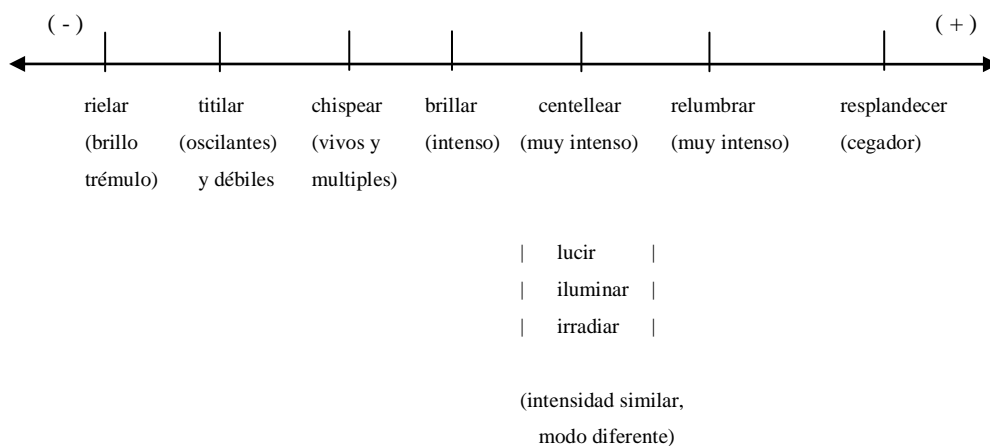 ( - ) ( + )
rielar titilar chispear brillar centellear relumbrar resplandecer
(brillo (oscilantes) (vivos y (intenso) (muy intenso) (muy intenso) (cegador)
trémulo) y débiles multiples)
| lucir |
| iluminar |
| irradiar |
(intensidad similar,
modo diferente)